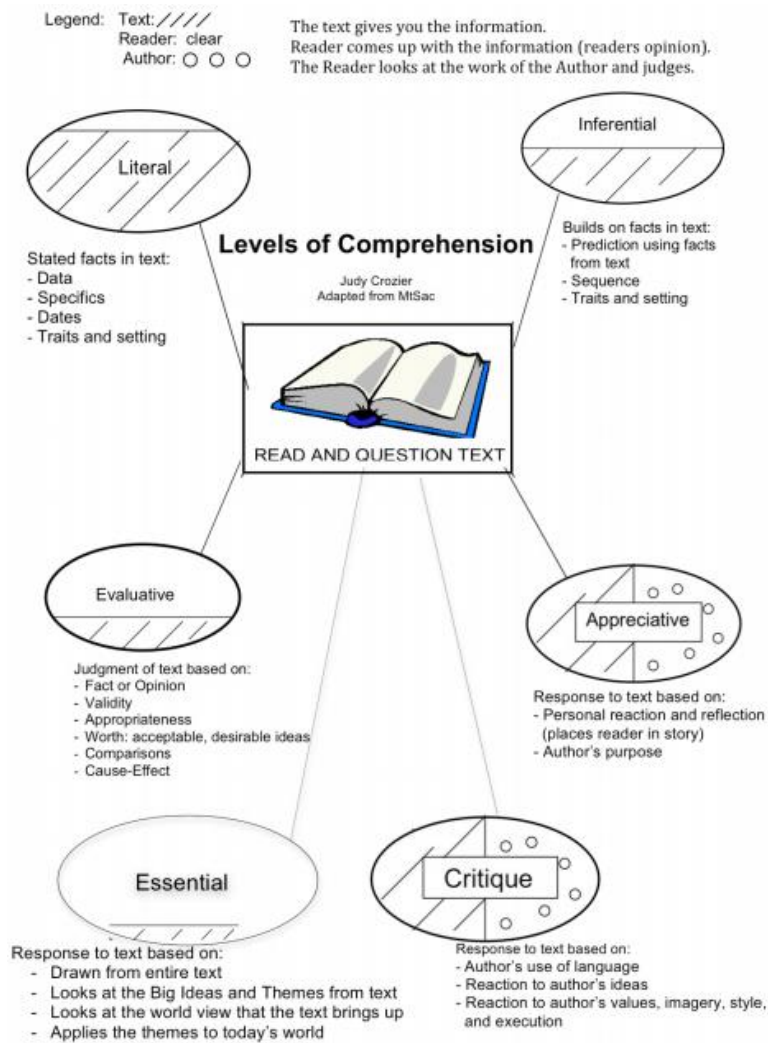 Legend: Text:
Reader: clear
Author:
The text gives you the information.
Reader comes up with the information (readers opinion).
The Reader looks at the work of the Author and judges.
Literal
Inferential
Stated facts in text:
- Data
- Specifics
- Dates
- Traits and setting
Levels of Comprehension
Judy Crozier
Adapted from MtSac
Builds on facts in text:
- Prediction using facts
from text
- Sequence
- Traits and setting
READ AND QUESTION TEXT
Evaluative
Judgment of text based on:
- Fact or Opinion
- Validity
- Appropriateness
- Worth: acceptable, desirable ideas
- Comparisons
- Cause-Effect
Appreciative
Response to text based on:
- Personal reaction and reflection
(places reader in story)
- Author's purpose
Essential
Response to text based on:
- Drawn from entire text
- Looks at the Big Ideas and Themes from text
- Looks at the world view that the text brings up
- Applies the themes to today's world
Critique
Response to text based on:
- Author's use of language
- Reaction to author's ideas
- Reaction to author's values, imagery, style,
and execution